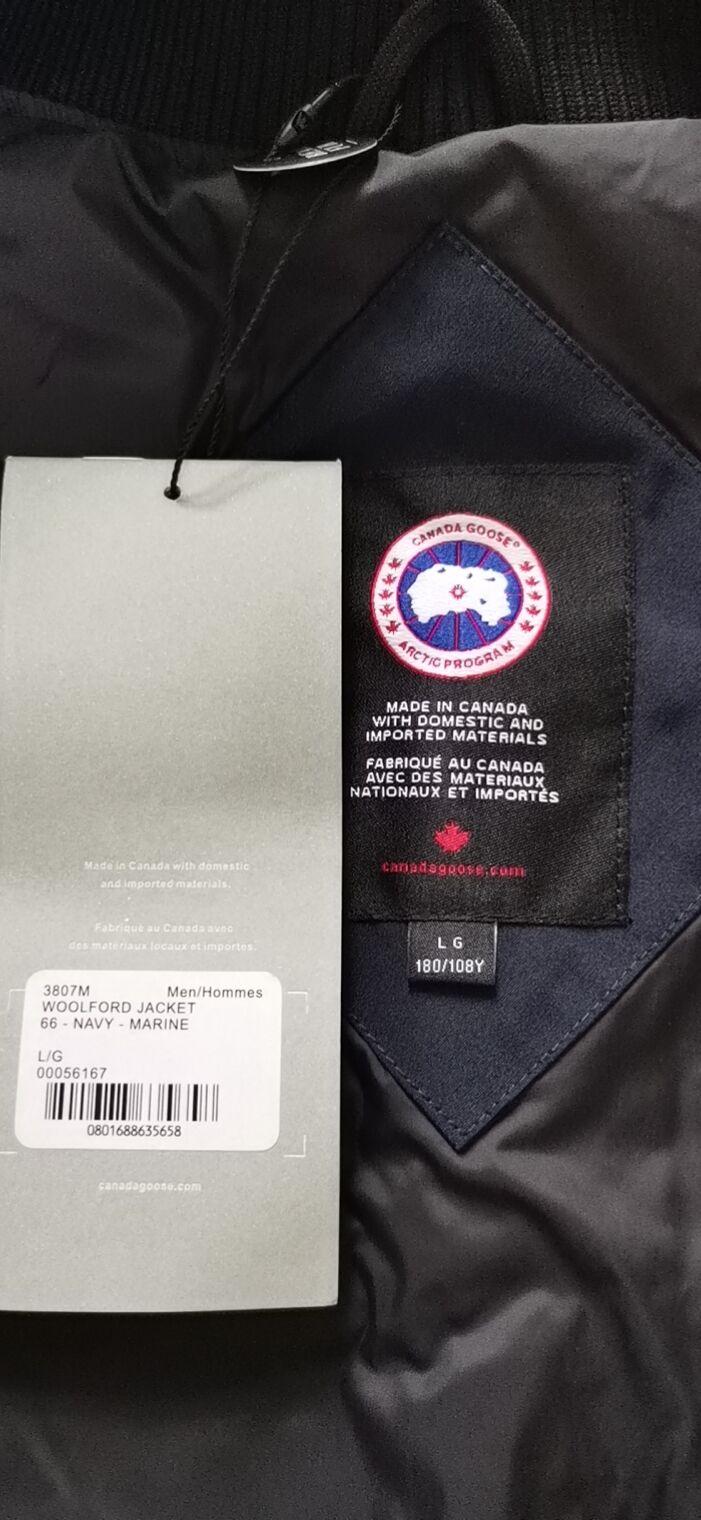 CANADA GOOSE®
ARCTIC PROGRAM
MADE IN CANADA
WITH DOMESTIC AND
IMPORTED MATERIALS
FABRIQUÉ AU CANADA
AVEC DES MATERIAUX
NATIONAUX ET IMPORTÉS
canadagoose.com
L G
180/108Y
Made in Canada with domestic
and imported materials.
Fabriqué au Canada avec
des matériaux locaux et importés.
3807M Men/Hommes
WOOLFORD JACKET
66 - NAVY - MARINE
L/G
00056167
0801688635658
canadagoose.com